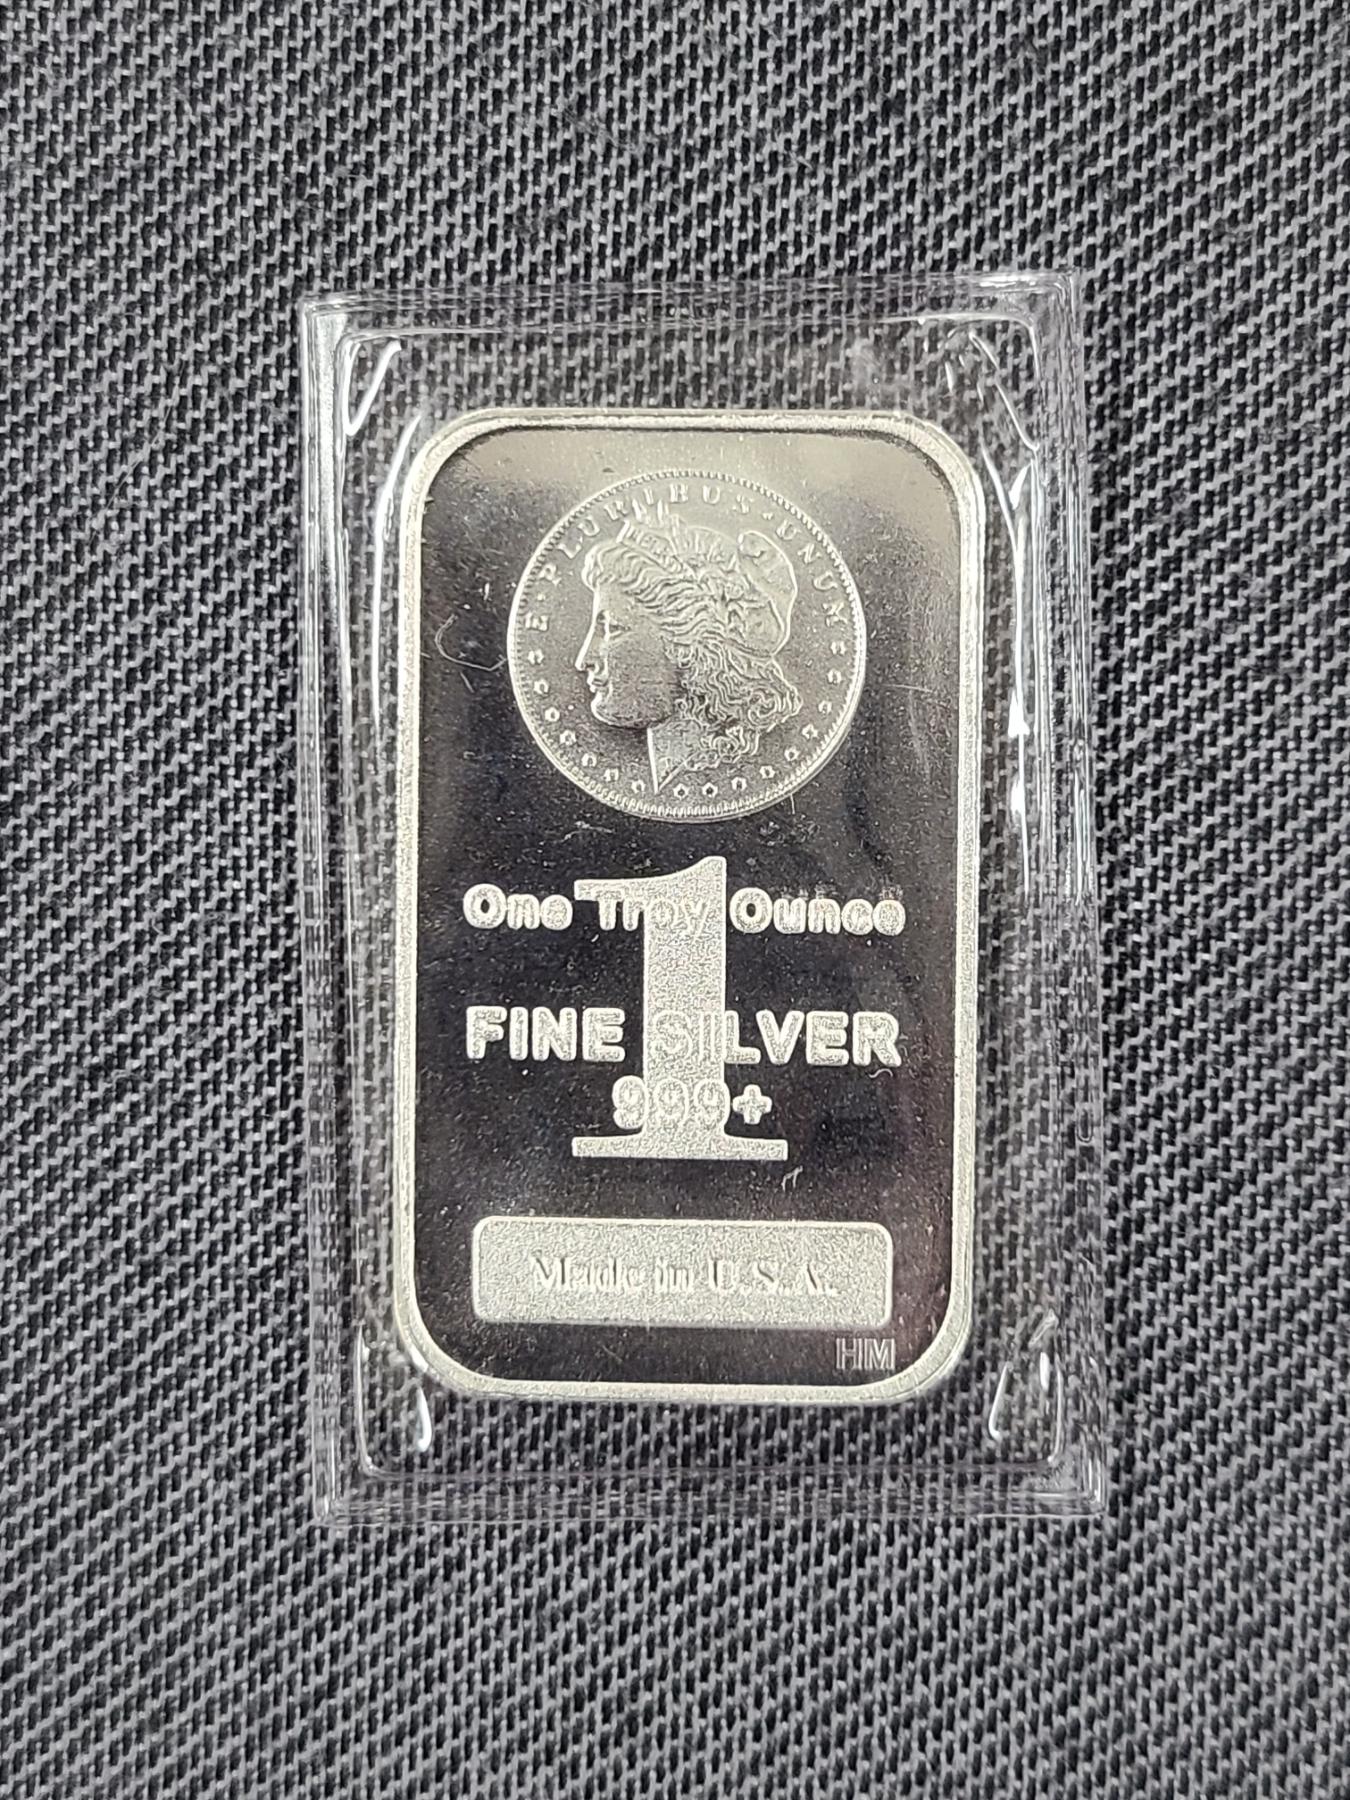 E · PLURIBUS · UNUM
One Troy Ounce
1
FINE SILVER
999+
Made in U.S.A.
HM